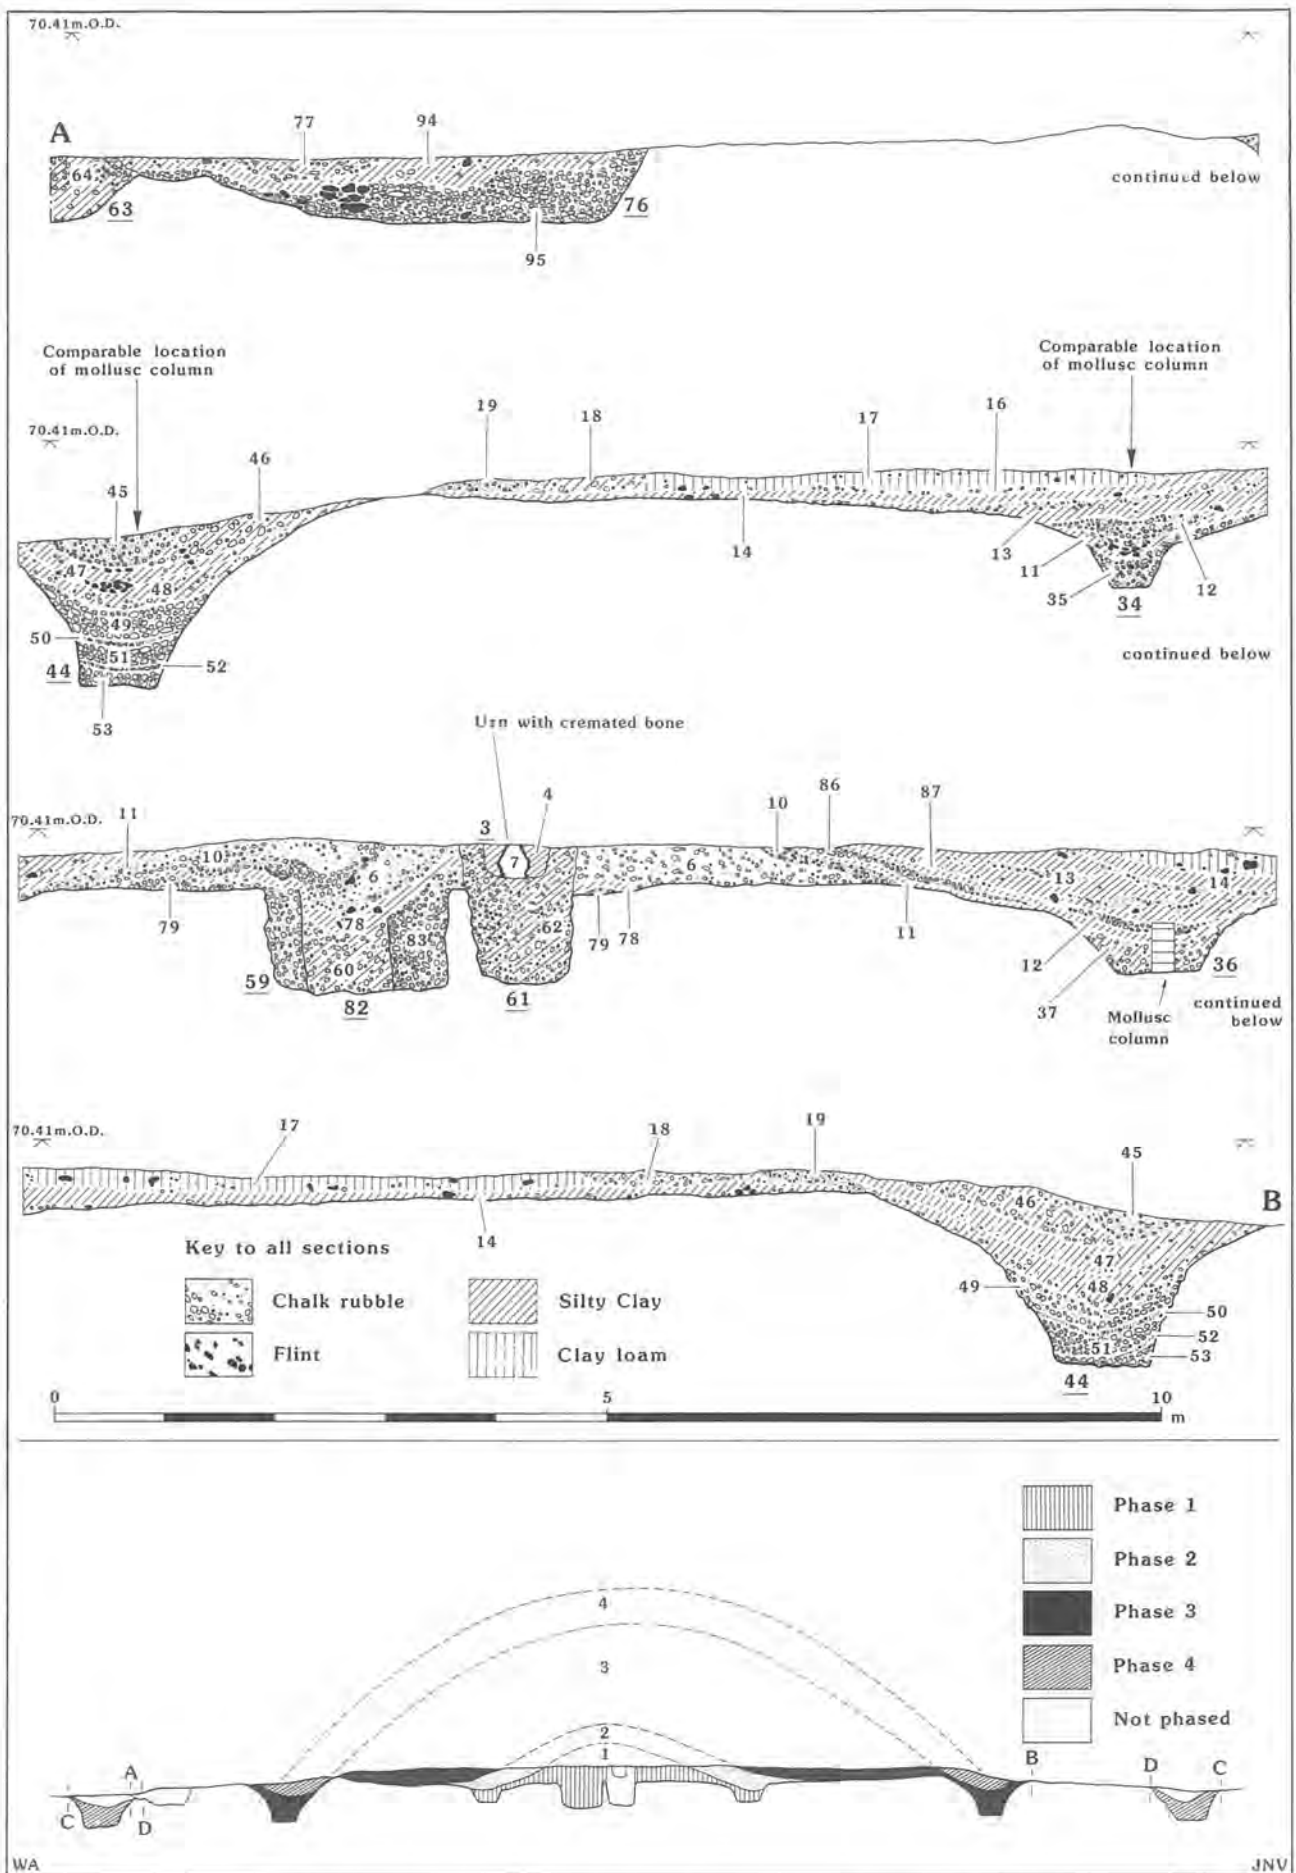 70.41m.O.D.
A
77
94
64
63
76
95
continued below
Comparable location
of mollusc column
Comparable location
of mollusc column
70.41m.O.D.
19
18
17
16
46
45
47
48
49
50
51
52
44
53
14
13
11
35
34
12
continued below
Urn with cremated bone
70.41m.O.D.
11
10
3
4
7
10
86
87
6
6
13
14
79
78
83
62
79
78
11
60
59
82
61
12
37
36
Mollusc
column
continued
below
70.41m.O.D.
17
18
19
45
46
B
14
47
48
49
50
52
51
53
44
Key to all sections
Chalk rubble
Silty Clay
Flint
Clay loam
0
5
10
m
Phase 1
Phase 2
Phase 3
Phase 4
Not phased
4
3
2
1
A
B
D
C
C
D
WA
JNV